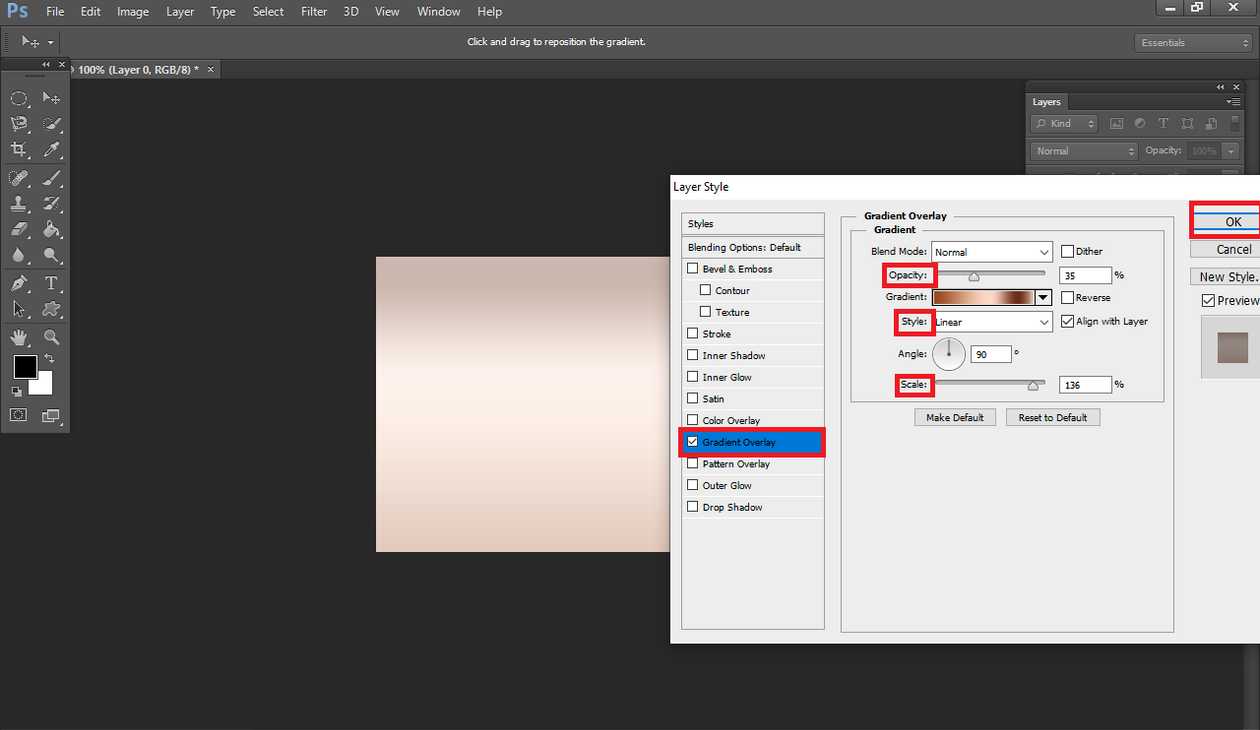 Ps File Edit Image Layer Type Select Filter 3D View Window Help
Click and drag to reposition the gradient.
Essentials
100% (Layer 0, RGB/8) *
Layers
Kind
Normal Opacity: 100%
Layer Style
Styles
Blending Options: Default
Bevel & Emboss
Contour
Texture
Stroke
Inner Shadow
Inner Glow
Satin
Color Overlay
Gradient Overlay
Pattern Overlay
Outer Glow
Drop Shadow
Gradient Overlay
Gradient
Blend Mode: Normal Dither
Opacity: 35 %
Gradient: Reverse
Style: Linear Align with Layer
Angle: 90 °
Scale: 136 %
Make Default Reset to Default
OK
Cancel
New Style.
Preview